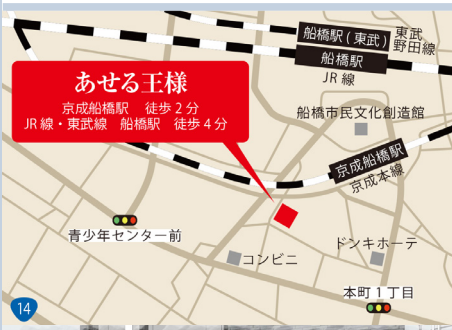 船橋駅(東武)
東武
野田線
船橋駅
JR 線
あせる王様
京成船橋駅 徒歩 2 分
JR 線・東武線 船橋駅 徒歩 4 分
船橋市民文化創造館
京成船橋駅
京成本線
青少年センター前
コンビニ
ドンキホーテ
本町 1 丁目
14